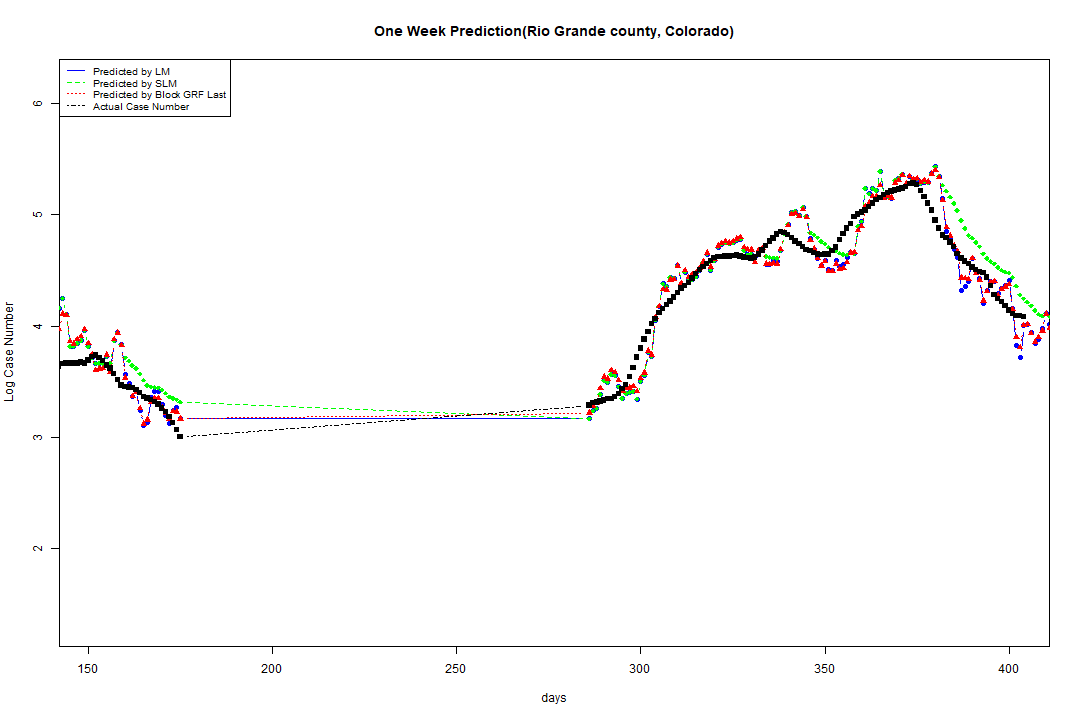 One Week Prediction(Rio Grande county, Colorado)
Predicted by LM
Predicted by SLM
Predicted by Block GRF Last
Actual Case Number
6
5
4
3
2
Log Case Number
150 200 250 300 350 400
days